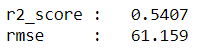 r2_score :   0.5407
rmse     :   61.159